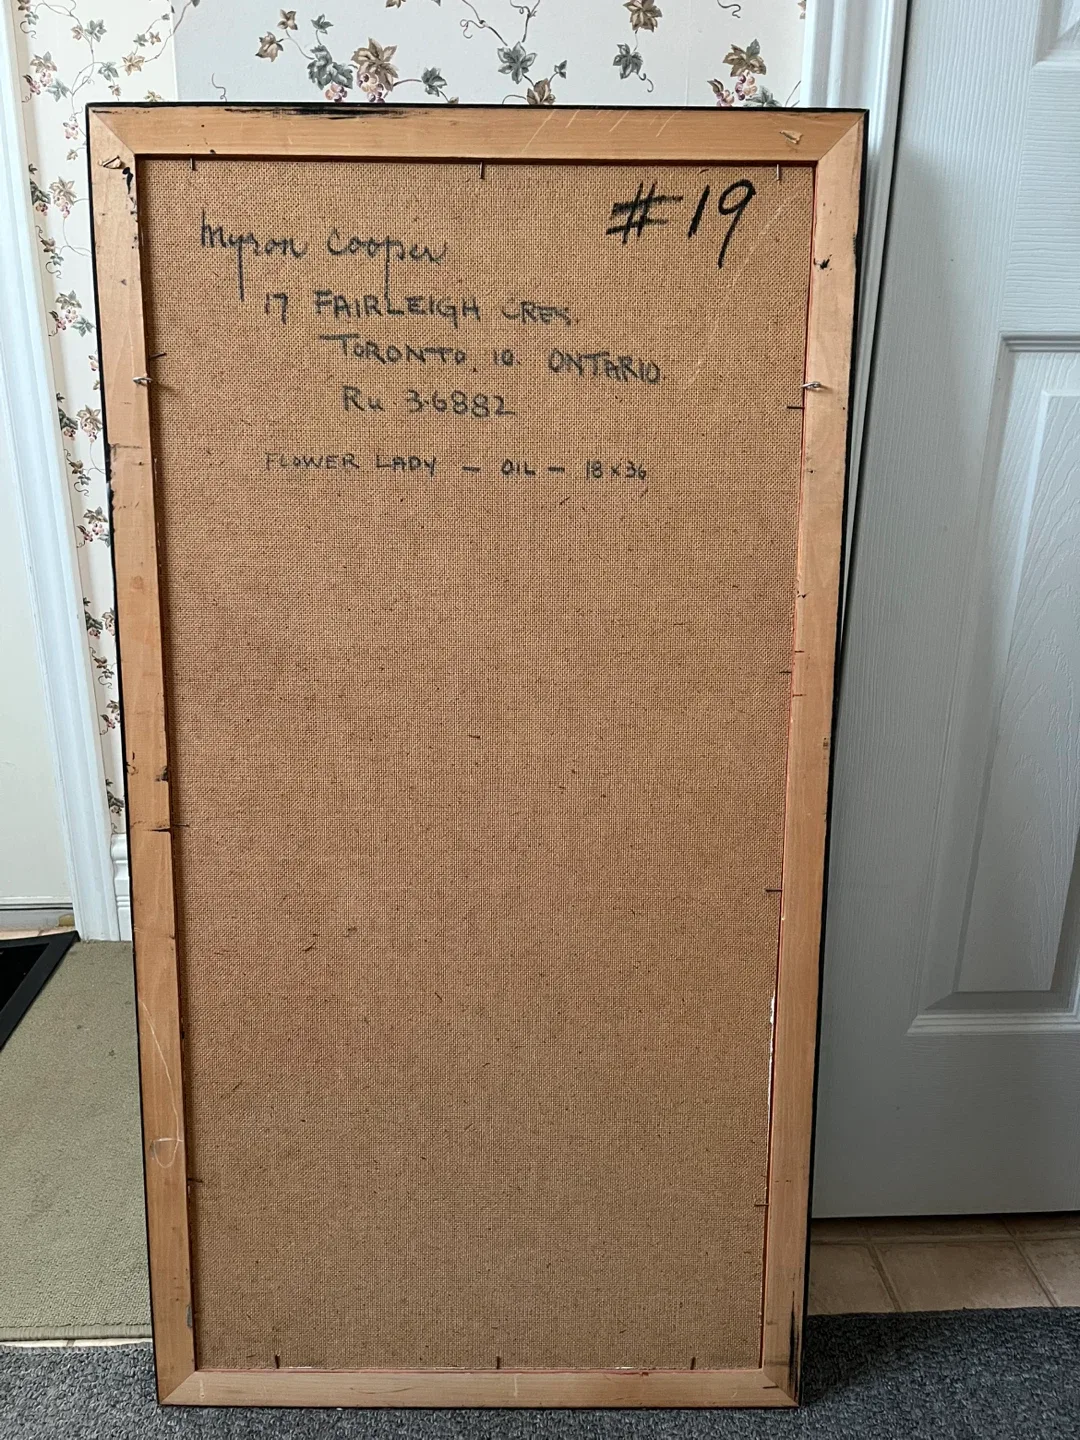 #19
Myron Cooper
17 FAIRLEIGH CRES.
TORONTO. 10. ONTARIO.
Ru 3-6882
FLOWER LADY - OIL - 18 x 36